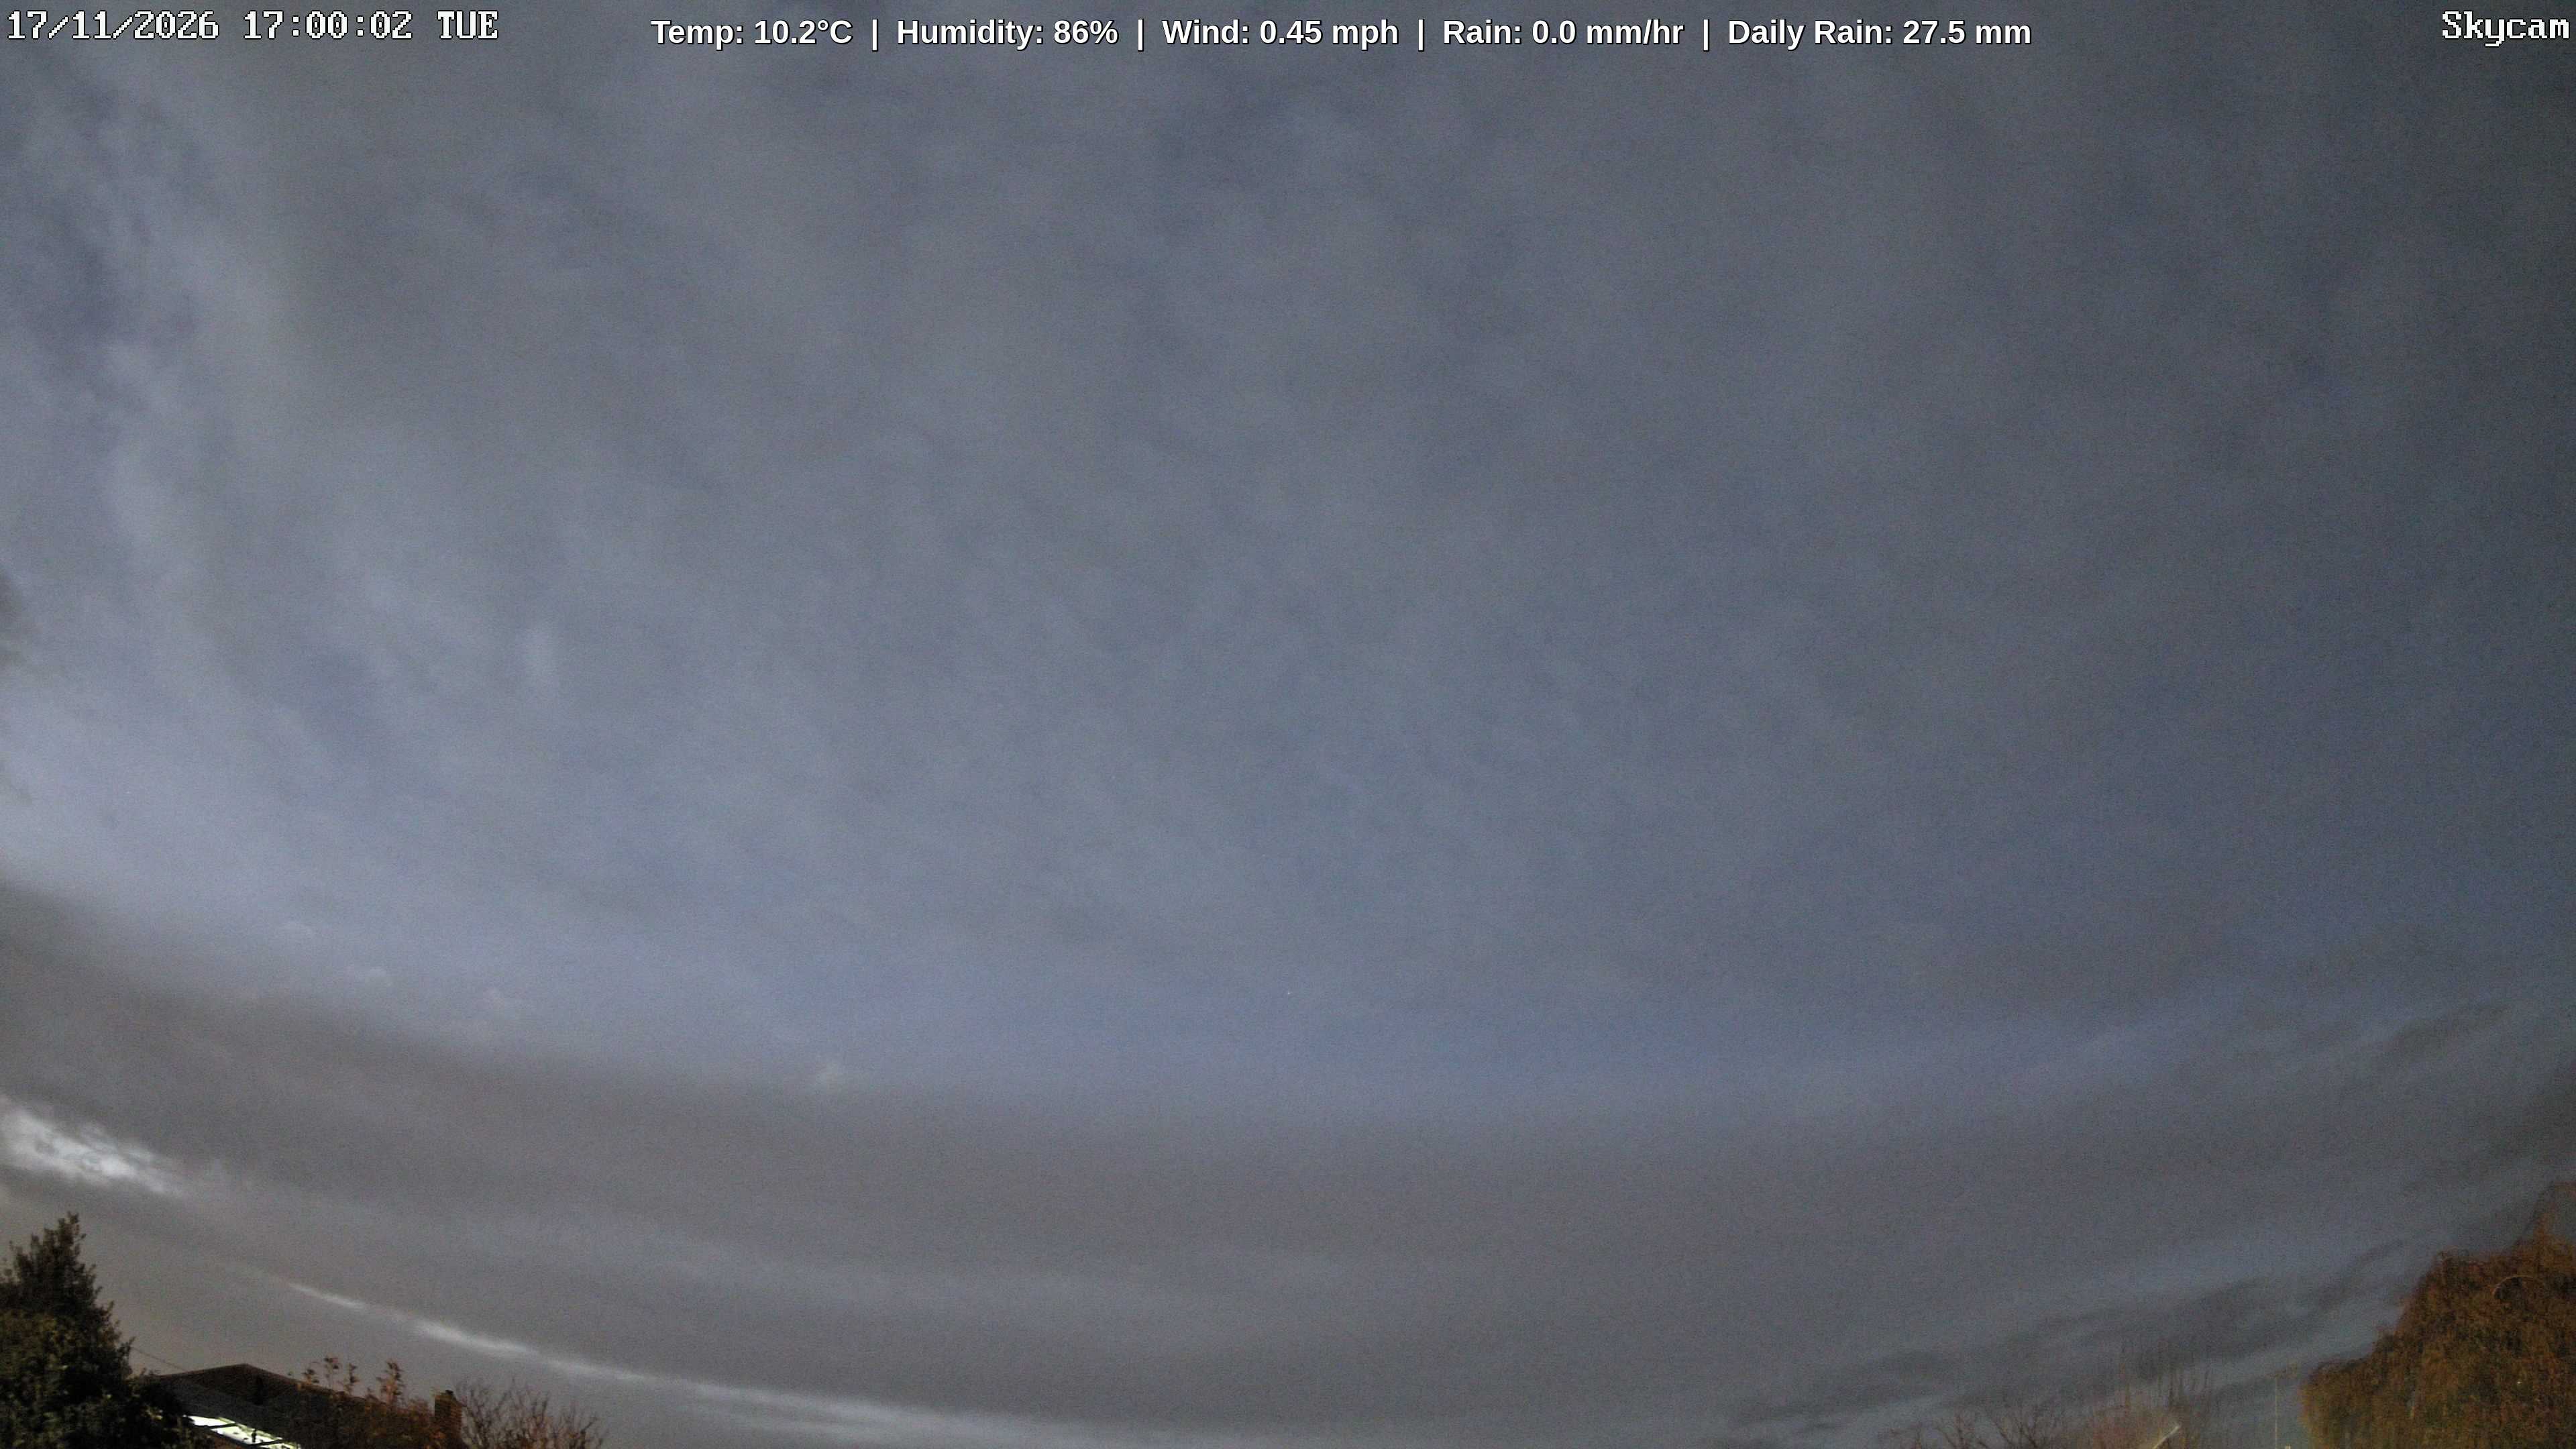 17/11/2026 17:00:02 TUE
Temp: 10.2°C | Humidity: 86% | Wind: 0.45 mph | Rain: 0.0 mm/hr | Daily Rain: 27.5 mm
Skycam